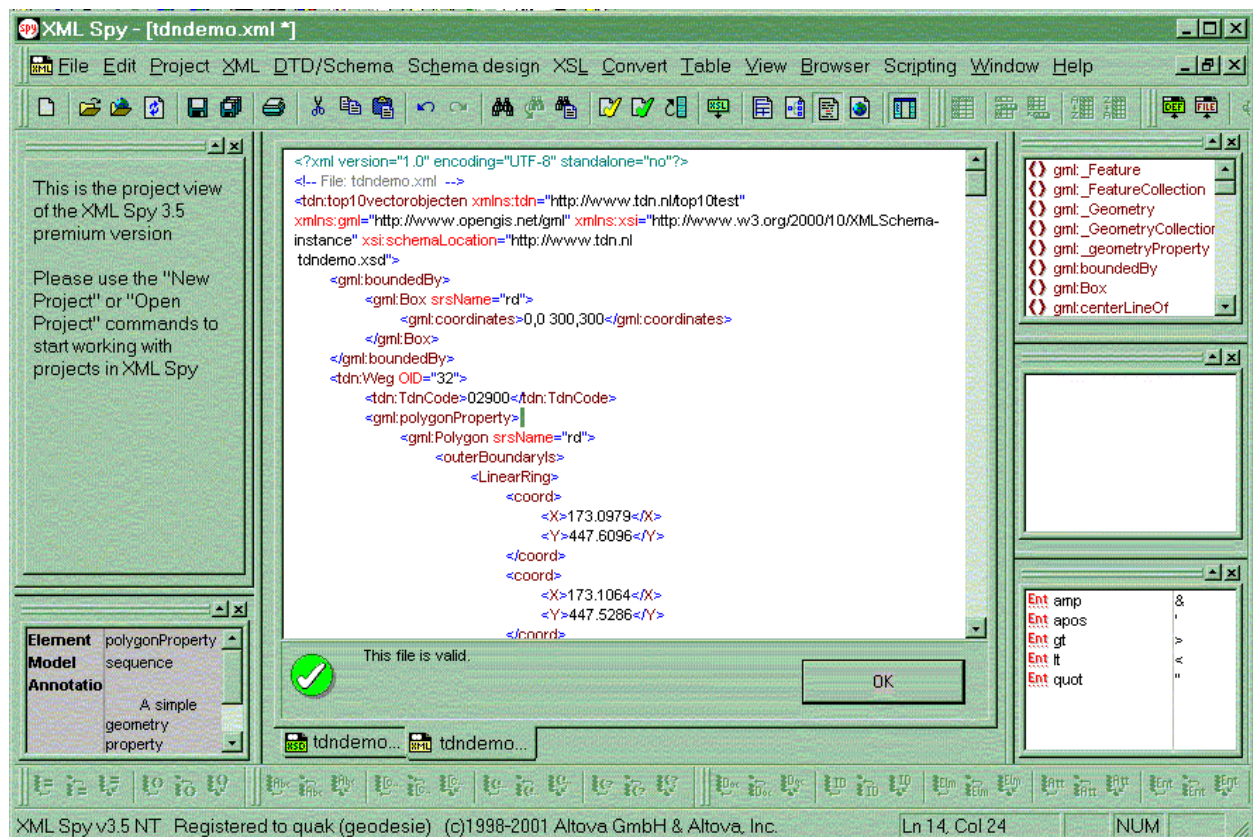 XML Spy - [tdndemo.xml *]
File Edit Project XML DTD/Schema Schema design XSL Convert Table View Browser Scripting Window Help
This is the project view
of the XML Spy 3.5
premium version
Please use the "New
Project" or "Open
Project" commands to
start working with
projects in XML Spy
Element polygonProperty
Model sequence
Annotatio
A simple
geometry
property
<?xml version="1.0" encoding="UTF-8" standalone="no"?>
<!-- File: tdndemo.xml -->
<tdn:top10vectorobjecten xmlns:tdn="http://www.tdn.nl/top10test"
xmlns:gml="http://www.opengis.net/gml" xmlns:xsi="http://www.w3.org/2000/10/XMLSchema-
instance" xsi:schemaLocation="http://www.tdn.nl
tdndemo.xsd">
<gml:boundedBy>
<gml:Box srsName="rd">
<gml:coordinates>0,0 300,300</gml:coordinates>
</gml:Box>
</gml:boundedBy>
<tdn:Weg OID="32">
<tdn:TdnCode>02900</tdn:TdnCode>
<gml:polygonProperty>
<gml:Polygon srsName="rd">
<outerBoundaryIs>
<LinearRing>
<coord>
<X>173.0979</X>
<Y>447.6096</Y>
</coord>
<coord>
<X>173.1064</X>
<Y>447.5286</Y>
</coord>
This file is valid.
OK
tdndemo... tdndemo...
gml:_Feature
gml:_FeatureCollection
gml:_Geometry
gml:_GeometryCollection
gml:_geometryProperty
gml:boundedBy
gml:Box
gml:centerLineOf
Ent amp &
Ent apos '
Ent gt >
Ent lt <
Ent quot "
XML Spy v3.5 NT Registered to quak (geodesie) (c)1998-2001 Altova GmbH & Altova, Inc. Ln 14, Col 24 NUM